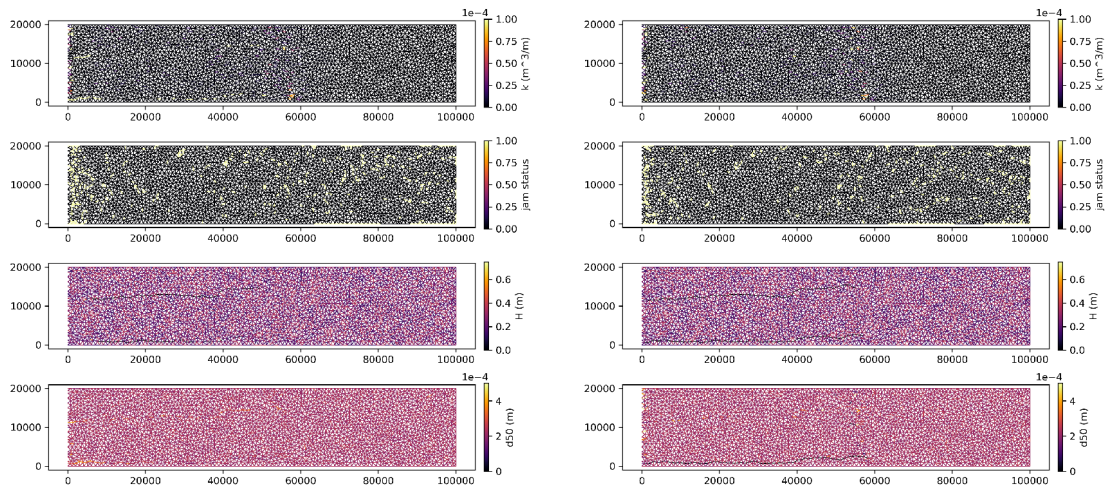 1e−4 1e−4
20000 1.00 20000 1.00
0.75 0.75
10000 0.50 k (m^3/m) 10000 0.50 k (m^3/m)
0.25 0.25
0 0.00 0 0.00
0 20000 40000 60000 80000 100000 0 20000 40000 60000 80000 100000
20000 1.00 20000 1.00
0.75 0.75
10000 0.50 jam status 10000 0.50 jam status
0.25 0.25
0 0.00 0 0.00
0 20000 40000 60000 80000 100000 0 20000 40000 60000 80000 100000
20000 0.6 20000 0.6
10000 0.4 H (m) 10000 0.4 H (m)
0.2 0.2
0 0.0 0 0.0
0 20000 40000 60000 80000 100000 0 20000 40000 60000 80000 100000
1e−4 1e−4
20000 4 20000 4
10000 2 d50 (m) 10000 2 d50 (m)
0 0 0 0
0 20000 40000 60000 80000 100000 0 20000 40000 60000 80000 100000